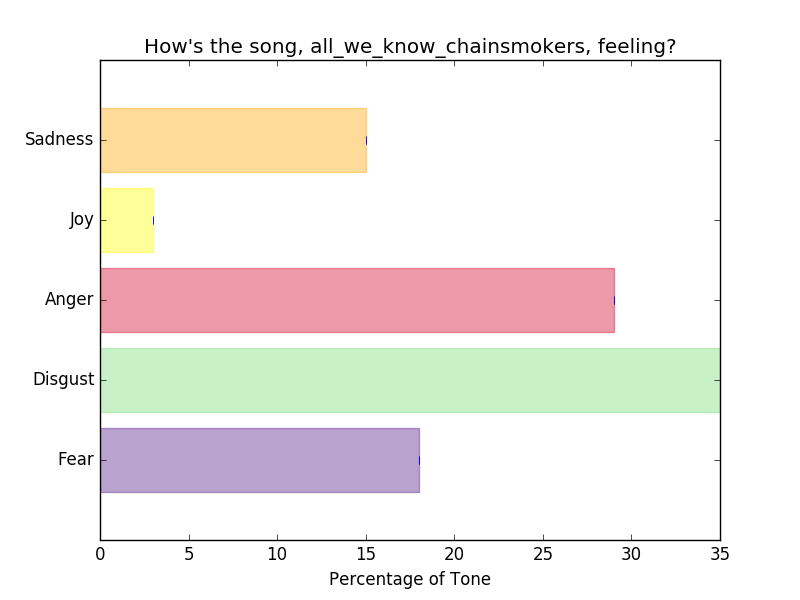 How's the song, all_we_know_chainsmokers, feeling?
Sadness
Joy
Anger
Disgust
Fear
0 5 10 15 20 25 30 35
Percentage of Tone